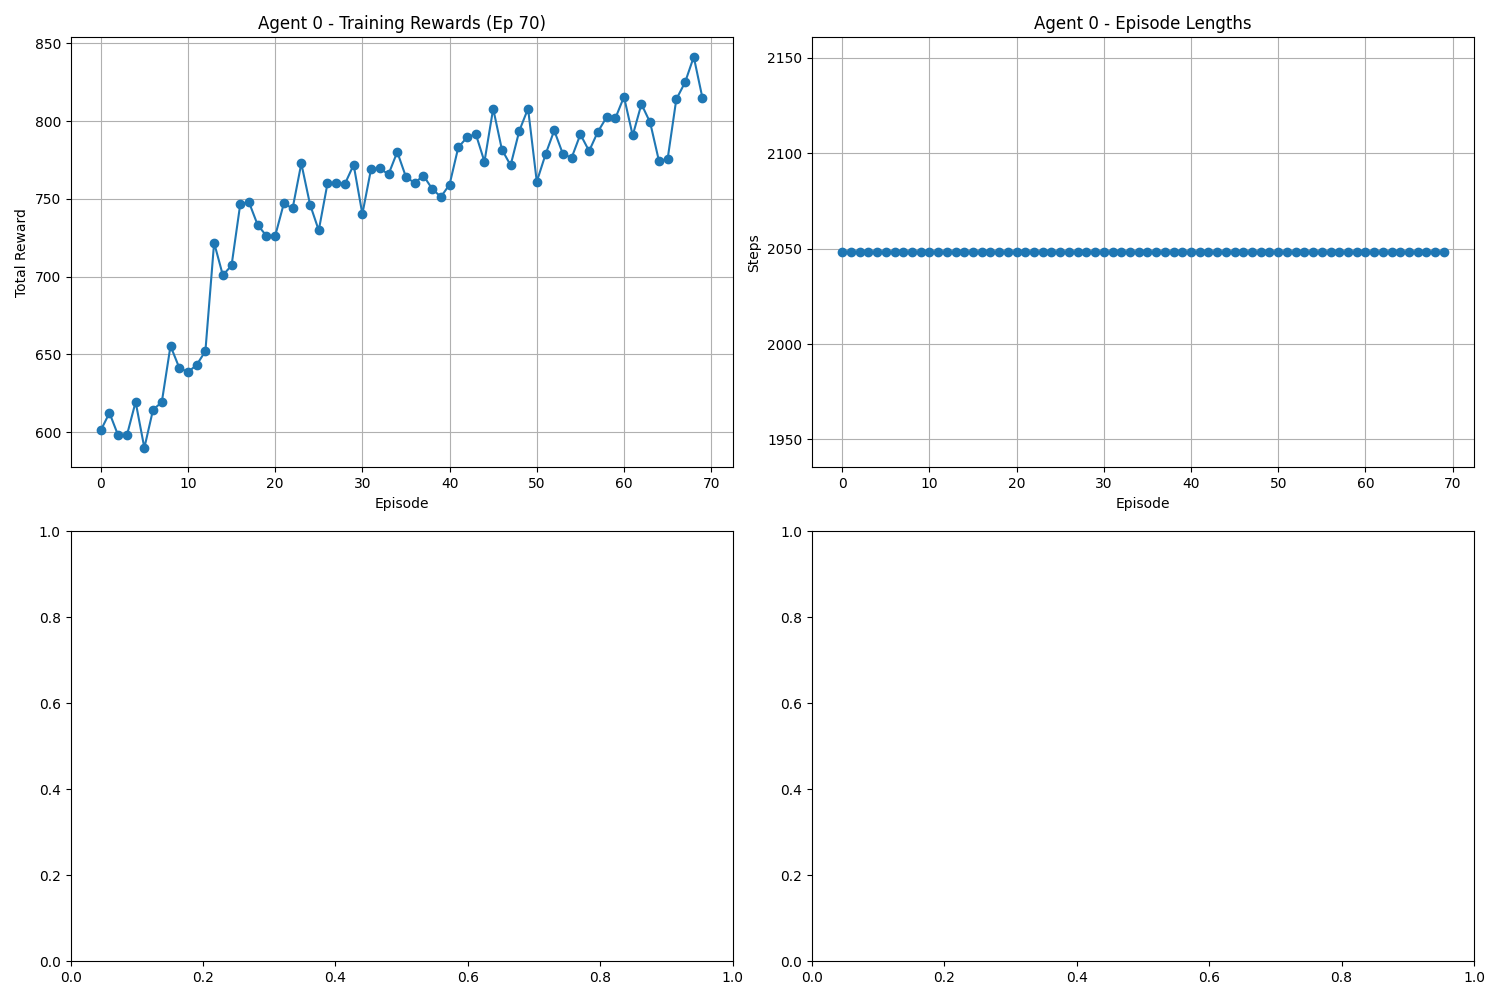 Agent 0 - Training Rewards (Ep 70)
850
800
750
700
650
600
Total Reward
0 10 20 30 40 50 60 70
Episode
Agent 0 - Episode Lengths
2150
2100
2050
2000
1950
Steps
0 10 20 30 40 50 60 70
Episode
1.0
0.8
0.6
0.4
0.2
0.0
0.0 0.2 0.4 0.6 0.8 1.0
1.0
0.8
0.6
0.4
0.2
0.0
0.0 0.2 0.4 0.6 0.8 1.0